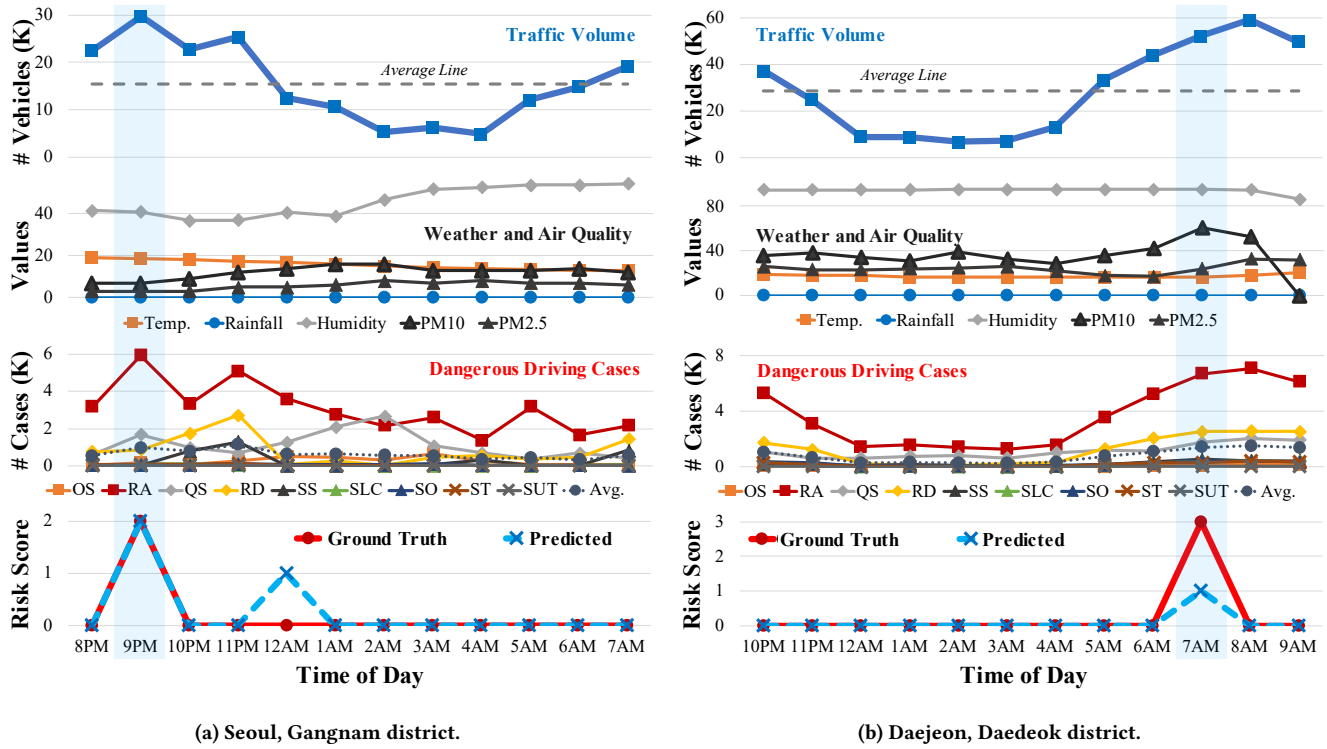 30
20
10
0
# Vehicles (K)
Traffic Volume
Average Line
40
20
0
Values
Weather and Air Quality
Temp. Rainfall Humidity PM10 PM2.5
6
4
2
0
# Cases (K)
Dangerous Driving Cases
OS RA QS RD SS SLC SO ST SUT Avg.
2
1
0
Risk Score
Ground Truth Predicted
8PM 9PM 10PM 11PM 12AM 1AM 2AM 3AM 4AM 5AM 6AM 7AM
Time of Day
(a) Seoul, Gangnam district.
60
40
20
0
# Vehicles (K)
Traffic Volume
Average Line
80
40
0
Values
Weather and Air Quality
Temp. Rainfall Humidity PM10 PM2.5
8
4
0
# Cases (K)
Dangerous Driving Cases
OS RA QS RD SS SLC SO ST SUT Avg.
3
2
1
0
Risk Score
Ground Truth Predicted
10PM 11PM 12AM 1AM 2AM 3AM 4AM 5AM 6AM 7AM 8AM 9AM
Time of Day
(b) Daejeon, Daedeok district.